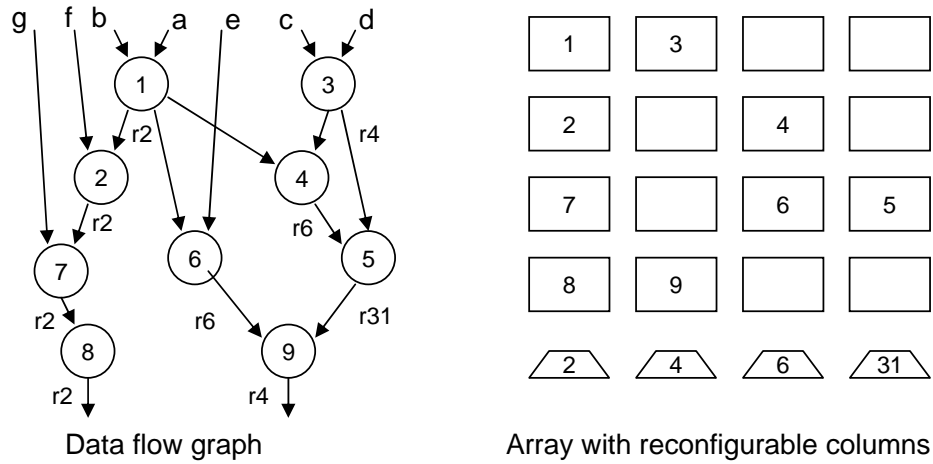 g f b a e c d
1 3
r2 r4
2 4
r2 r6
7 6 5
r2 r6 r31
8 9
r2 r4
Data flow graph
1 3
2 4
7 6 5
8 9
2 4 6 31
Array with reconfigurable columns